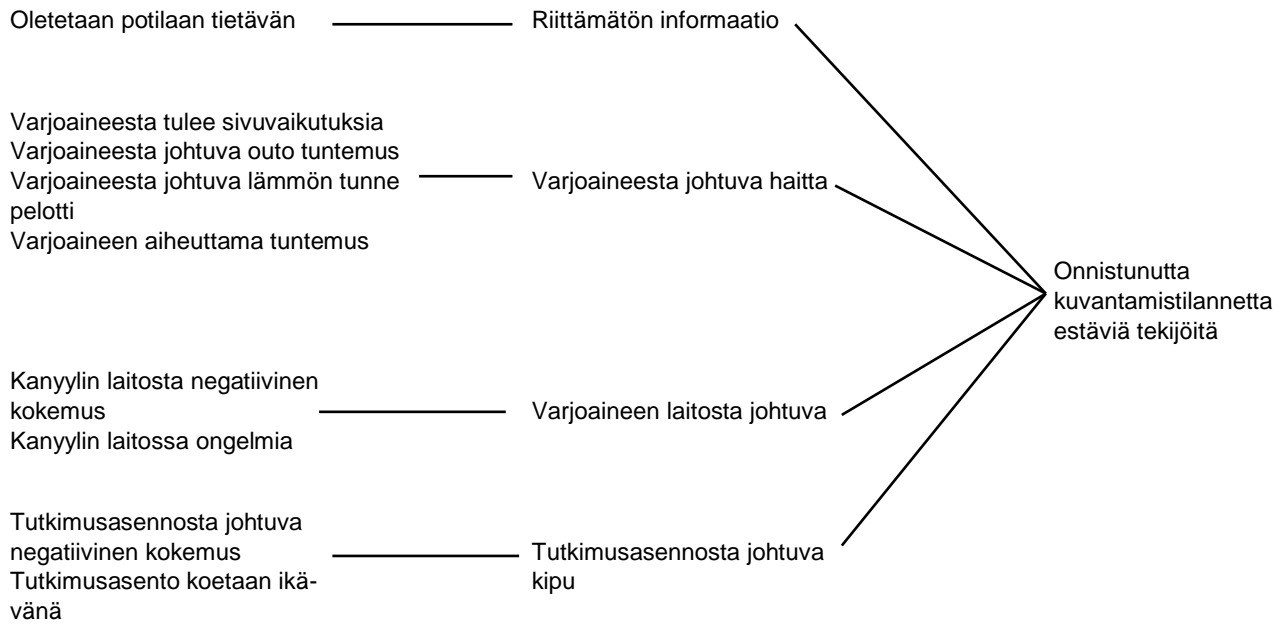 Oletetaan potilaan tietävän
Riittämätön informaatio
Varjoaineesta tulee sivuvaikutuksia
Varjoaineesta johtuva outo tuntemus
Varjoaineesta johtuva lämmön tunne
pelotti
Varjoaineen aiheuttama tuntemus
Varjoaineesta johtuva haitta
Kanyylin laitosta negatiivinen
kokemus
Kanyylin laitossa ongelmia
Varjoaineen laitosta johtuva
Tutkimusasennosta johtuva
negatiivinen kokemus
Tutkimusasento koetaan ikä-
vänä
Tutkimusasennosta johtuva
kipu
Onnistunutta
kuvantamistilannetta
estäviä tekijöitä